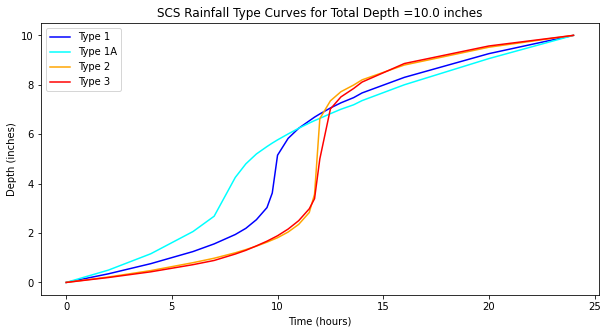 SCS Rainfall Type Curves for Total Depth =10.0 inches
Type 1
Type 1A
Type 2
Type 3
Depth (inches)
10
8
6
4
2
0
0 5 10 15 20 25
Time (hours)